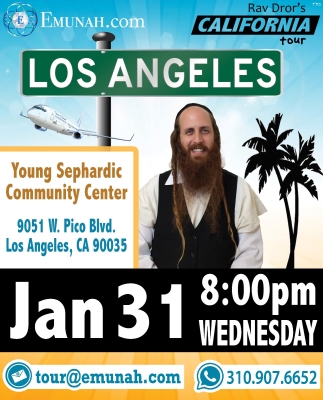 EMUNAH.com
Rav Dror's
CALIFORNIA
tour
LOS ANGELES
Young Sephardic
Community Center
9051 W. Pico Blvd.
Los Angeles, CA 90035
Jan 31
8:00pm
WEDNESDAY
tour@emunah.com
310.907.6652